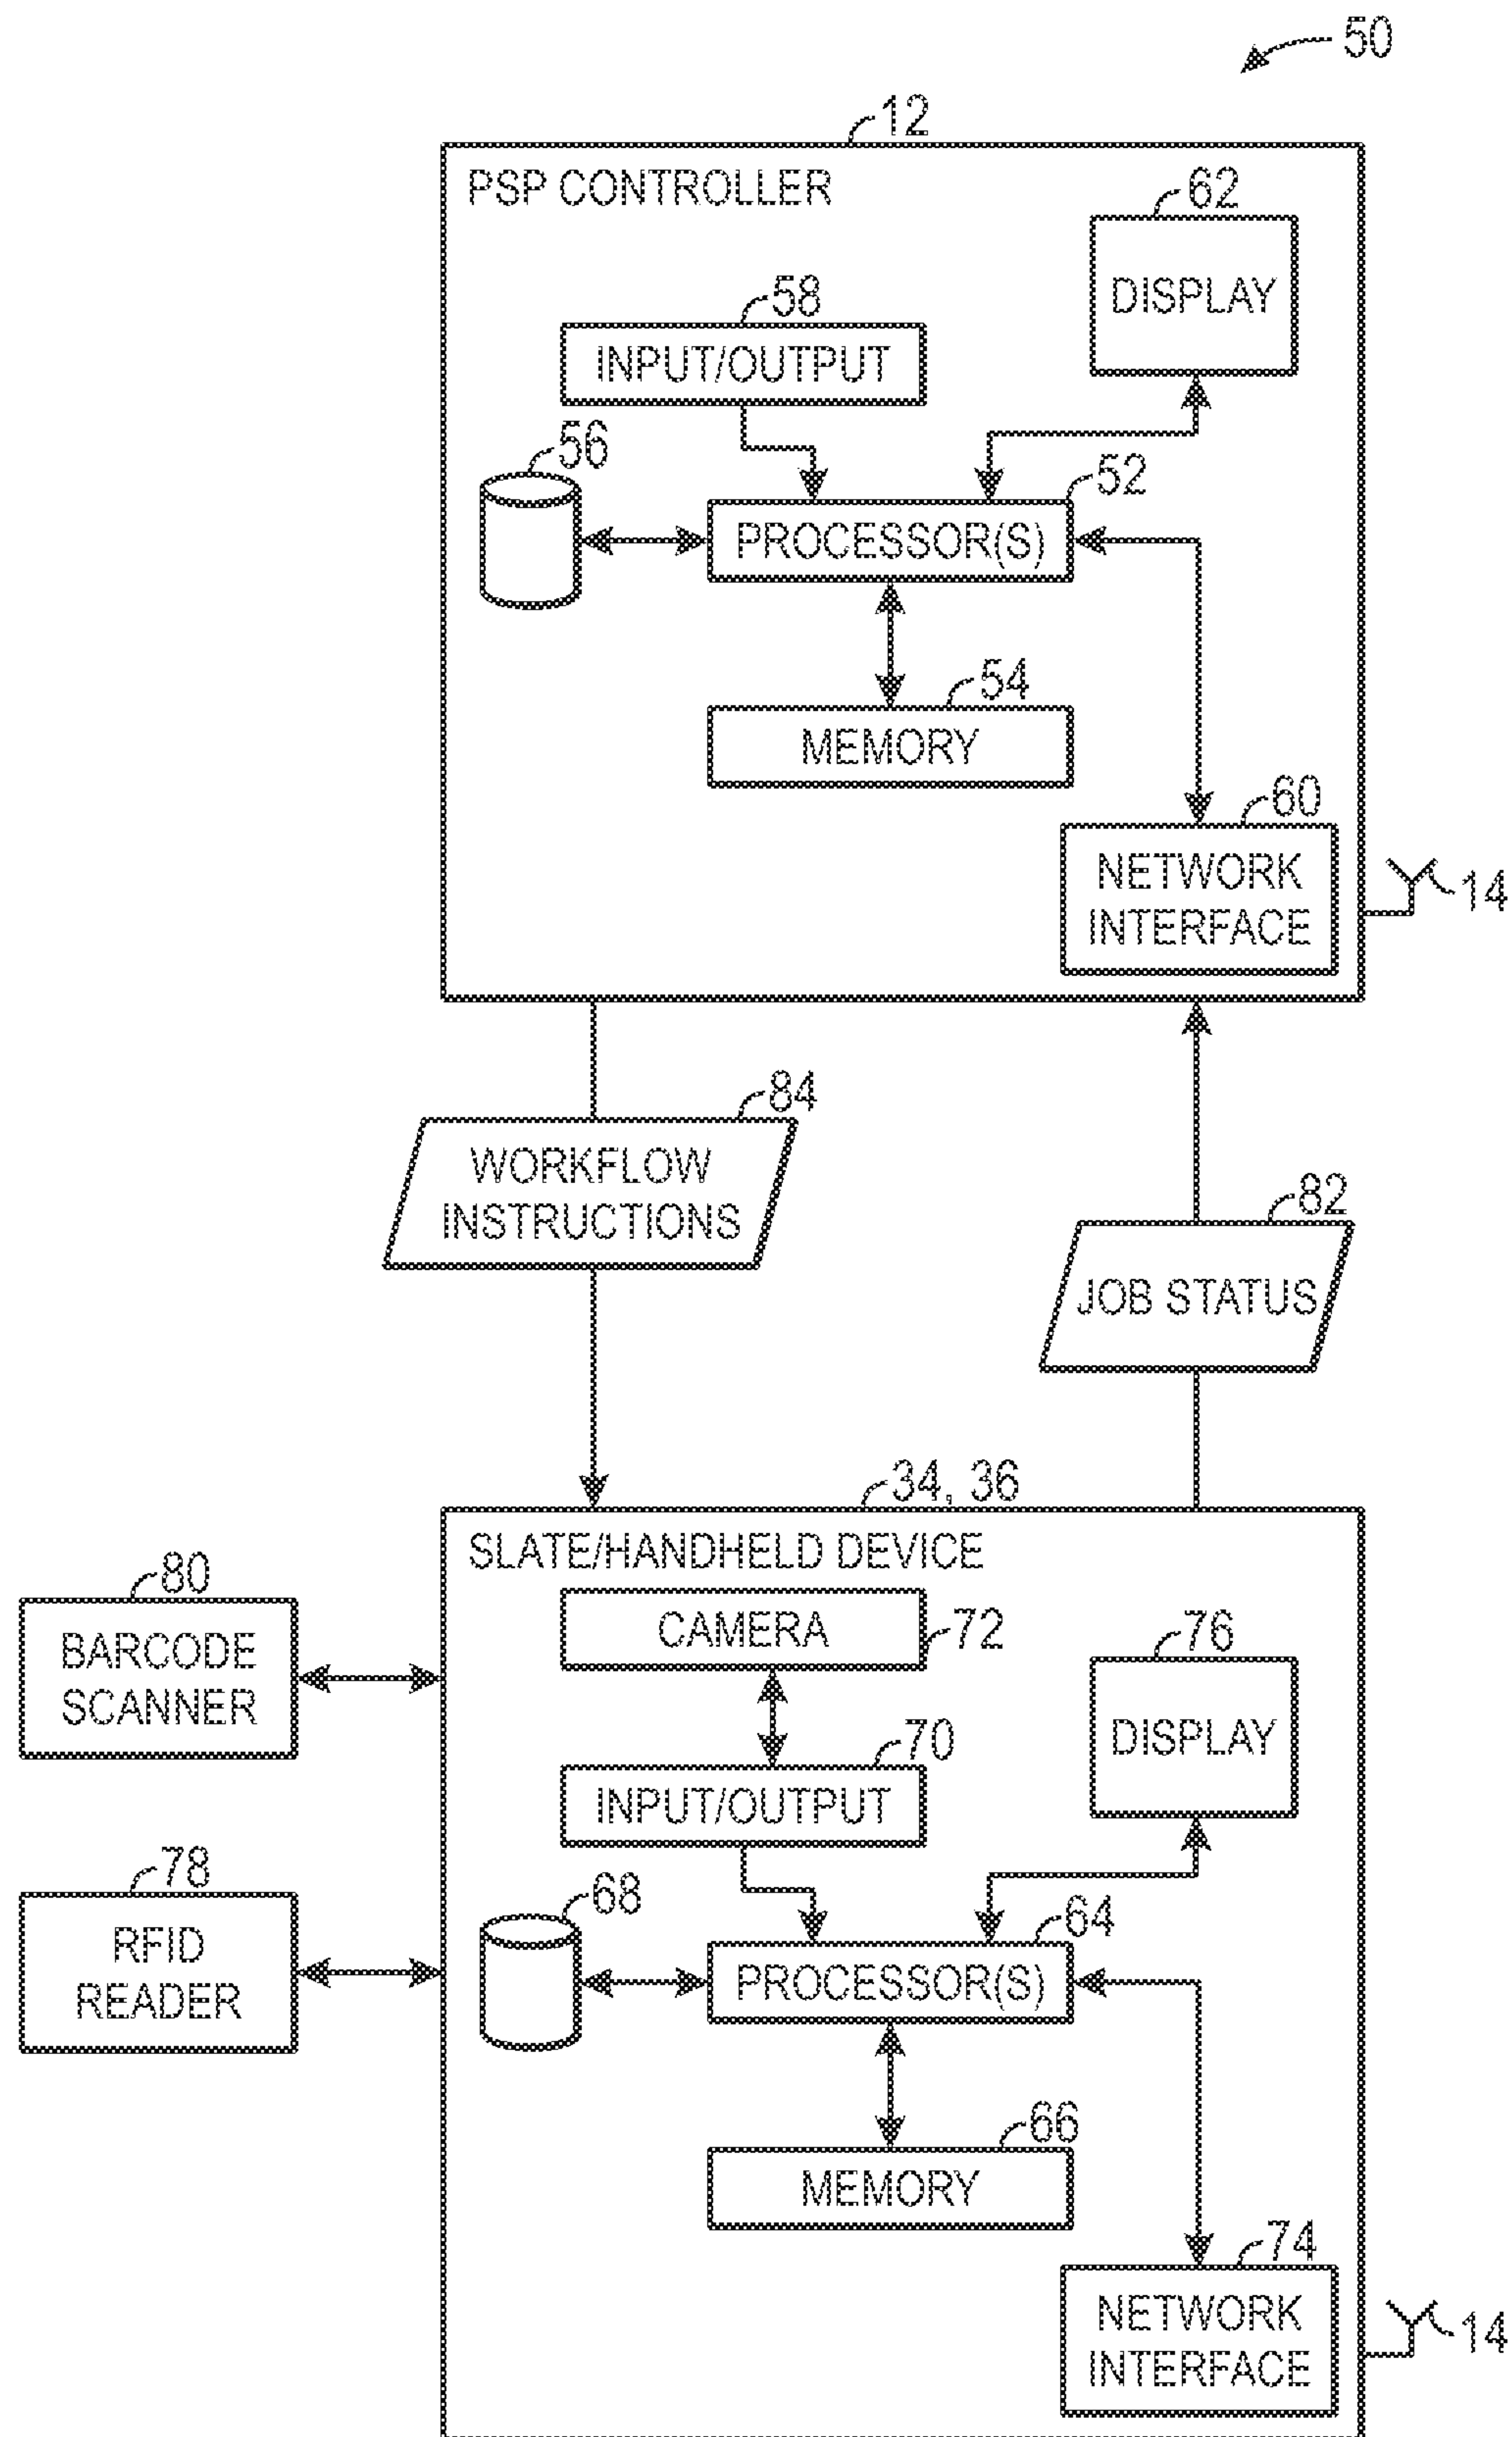 50
12
PSP CONTROLLER
62
DISPLAY
58
INPUT/OUTPUT
56
52
PROCESSOR(S)
54
MEMORY
60
NETWORK
INTERFACE
14
84
WORKFLOW
INSTRUCTIONS
82
JOB STATUS
34, 36
SLATE/HANDHELD DEVICE
80
BARCODE
SCANNER
CAMERA
72
76
DISPLAY
70
INPUT/OUTPUT
78
RFID
READER
68
64
PROCESSOR(S)
66
MEMORY
74
NETWORK
INTERFACE
14